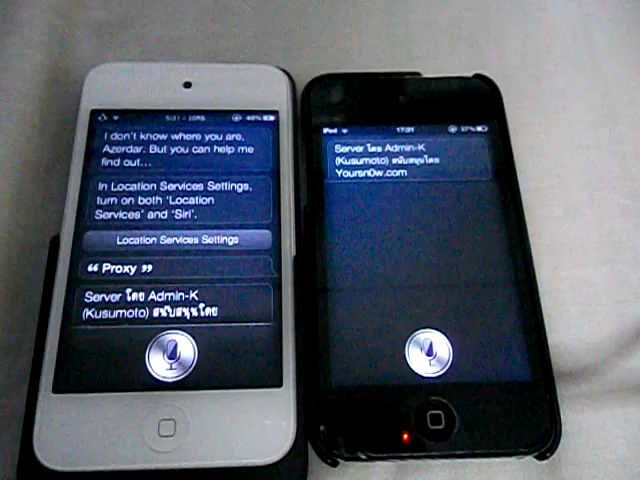 I don't know where you are,
Azerdar. But you can help me
find out...
In Location Services Settings,
turn on both 'Location
Services' and 'Siri'.
Location Services Settings
“ Proxy ”
Server โดย Admin-K
(Kusumoto) สนับสนุนโดย
iPod 17:31 37%
Server โดย Admin-K
(Kusumoto) สนับสนุนโดย
Yoursn0w.com